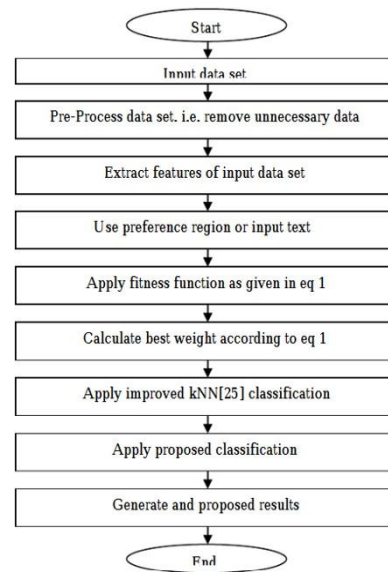 Start
Input data set
Pre-Process data set. i.e. remove unnecessary data
Extract features of input data set
Use preference region or input text
Apply fitness function as given in eq 1
Calculate best weight according to eq 1
Apply improved kNN[25] classification
Apply proposed classification
Generate and proposed results
End